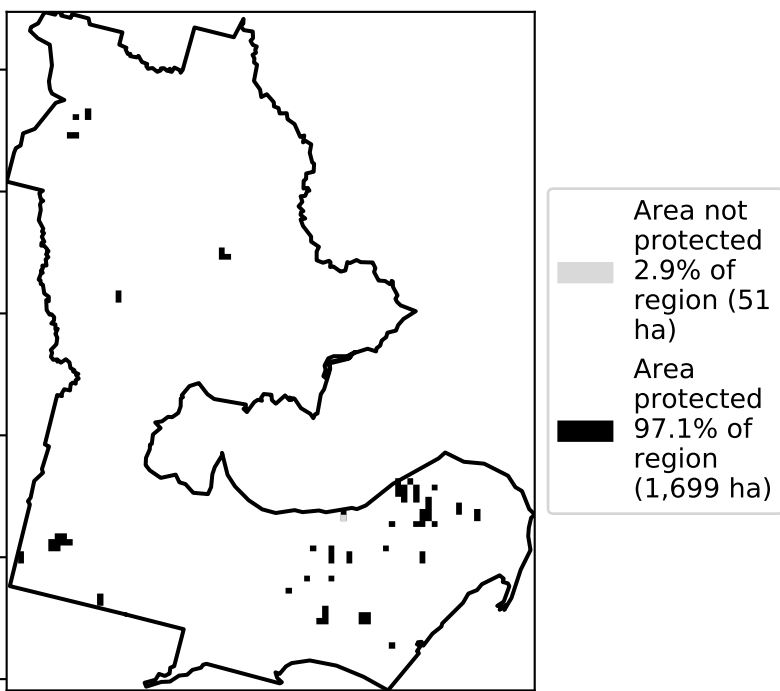 Area not
protected
2.9% of
region (51
ha)
Area
protected
97.1% of
region
(1,699 ha)